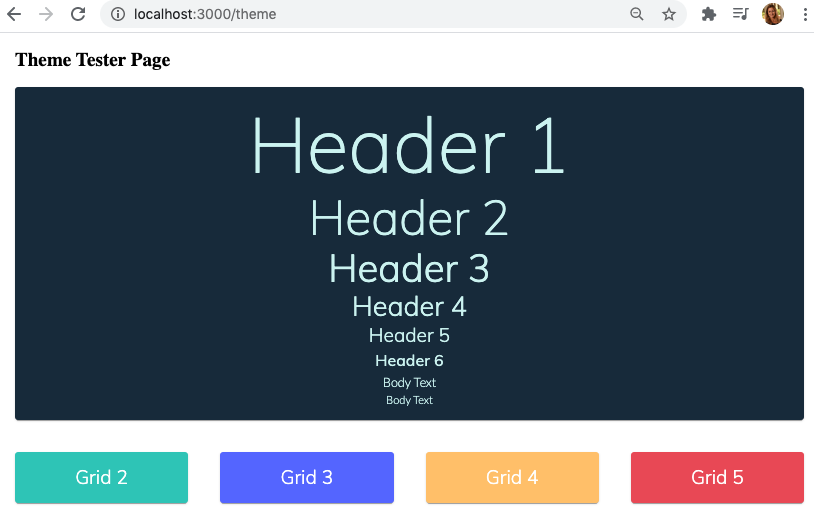 localhost:3000/theme
Theme Tester Page
Header 1
Header 2
Header 3
Header 4
Header 5
Header 6
Body Text
Body Text
Grid 2 Grid 3 Grid 4 Grid 5